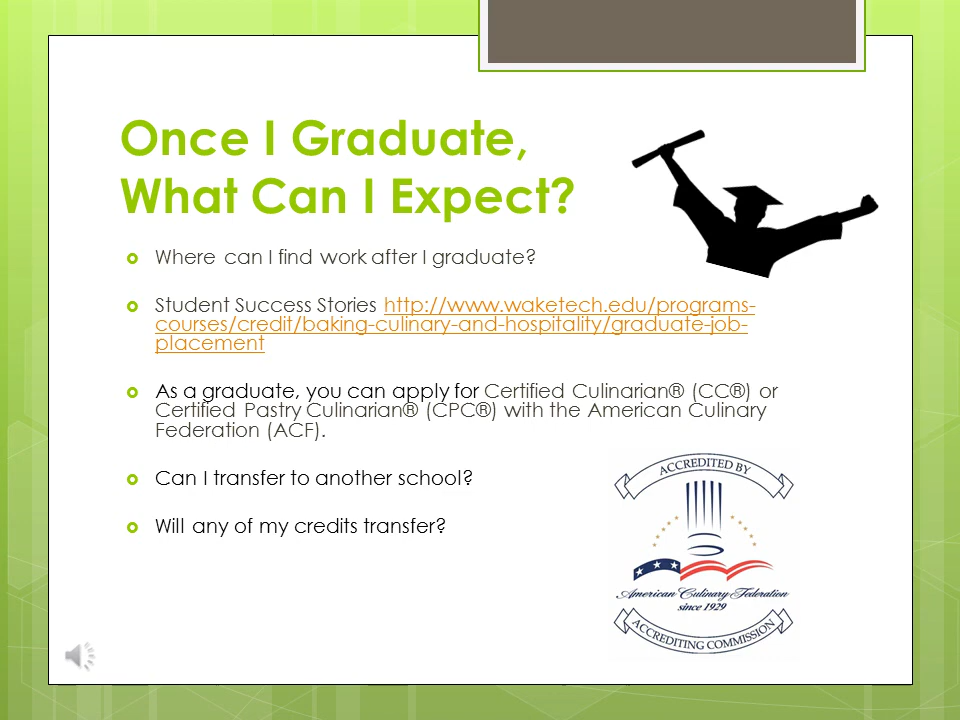 Once I Graduate,
What Can I Expect?
Where can I find work after I graduate?
Student Success Stories http://www.waketech.edu/programs-
courses/credit/baking-culinary-and-hospitality/graduate-job-
placement
As a graduate, you can apply for Certified Culinarian® (CC®) or
Certified Pastry Culinarian® (CPC®) with the American Culinary
Federation (ACF).
Can I transfer to another school?
Will any of my credits transfer?
ACCREDITED BY
American Culinary Federation
since 1929
ACCREDITING COMMISSION